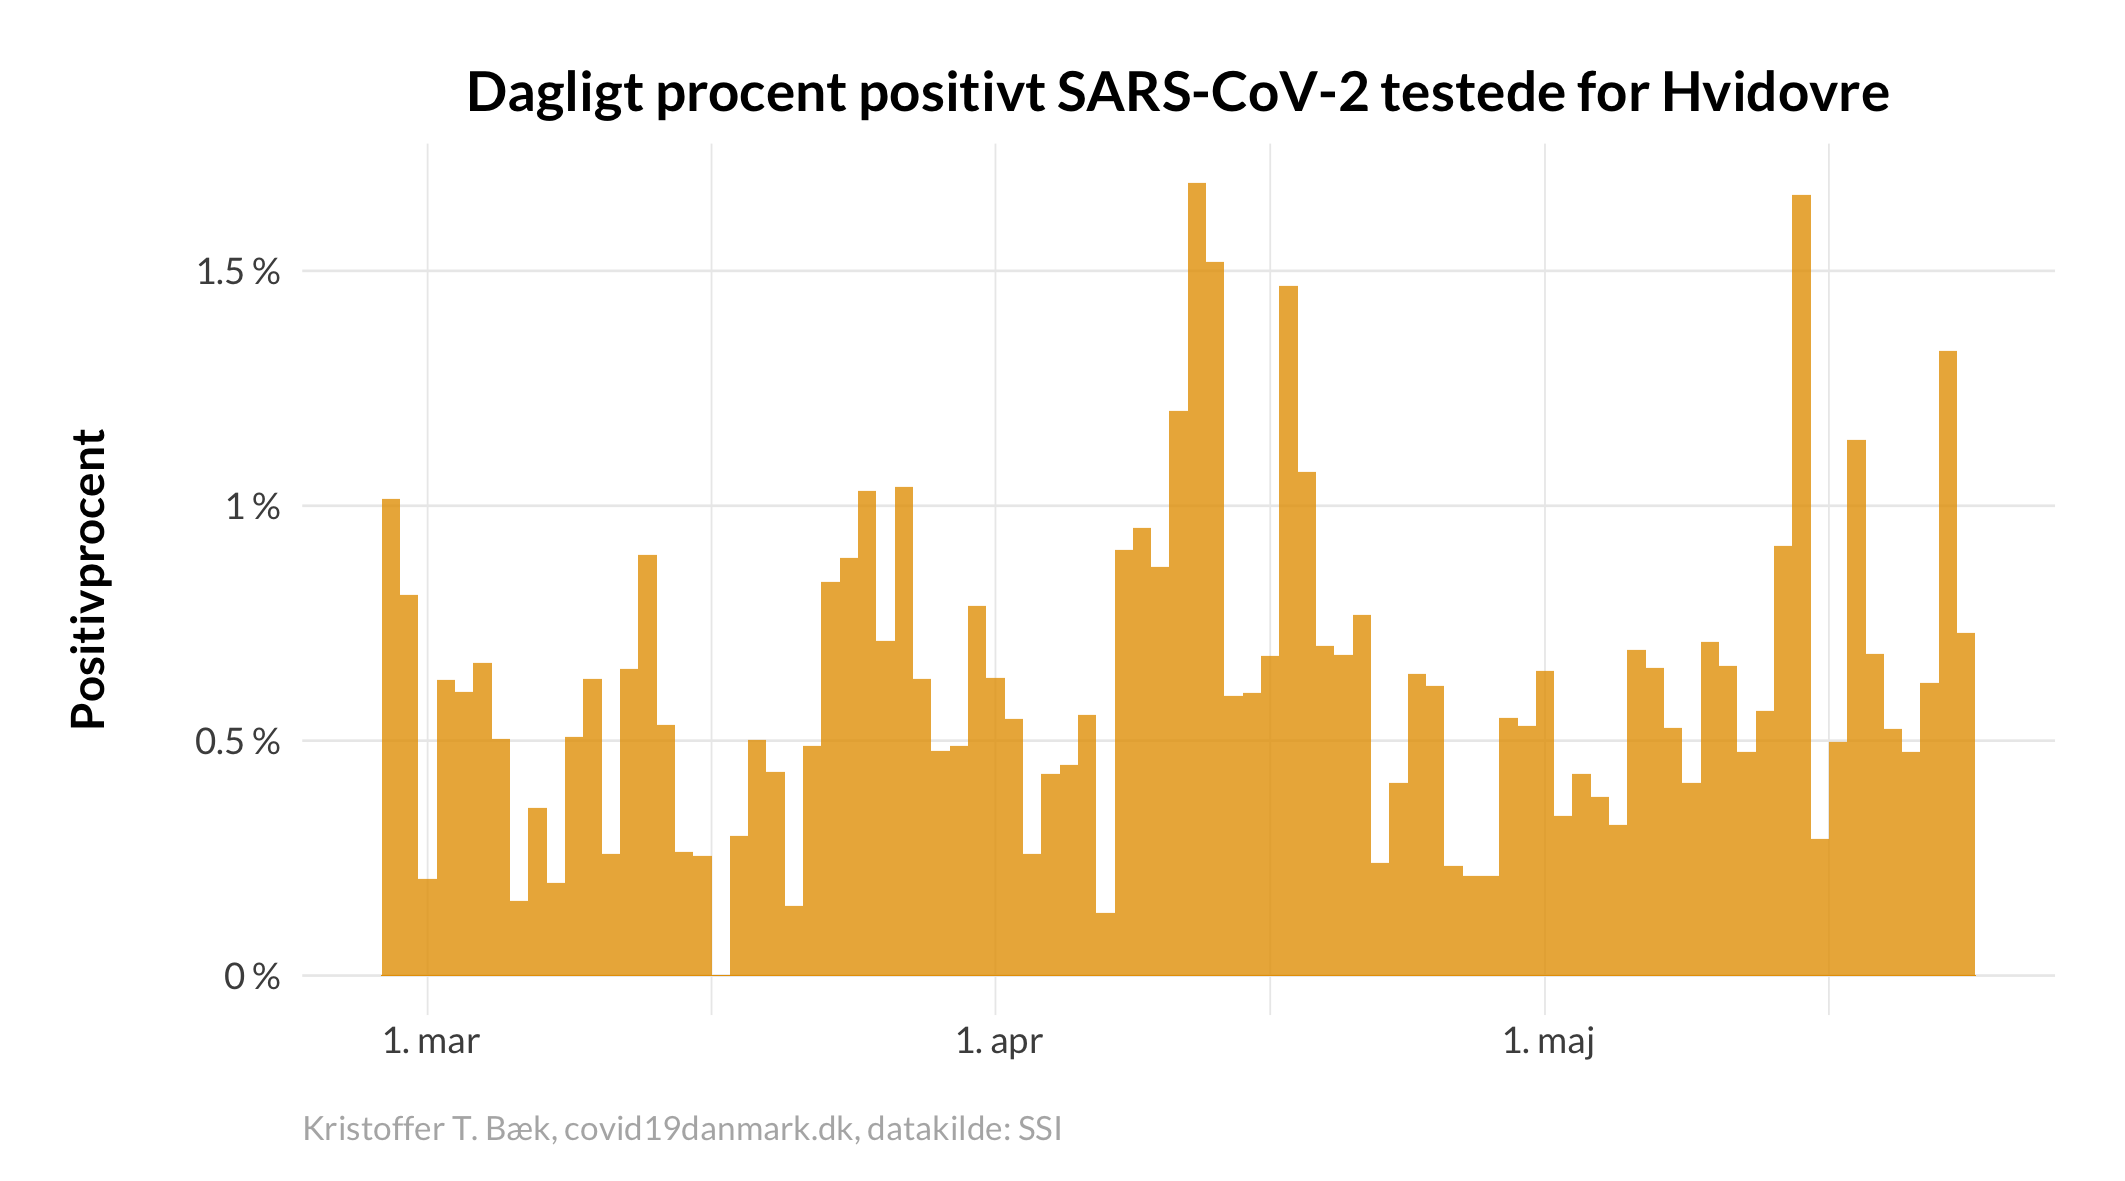 Dagligt procent positivt SARS-CoV-2 testede for Hvidovre
Positivprocent
1.5 %
1 %
0.5 %
0 %
1. mar
1. apr
1. maj
Kristoffer T. Bæk, covid19danmark.dk, datakilde: SSI